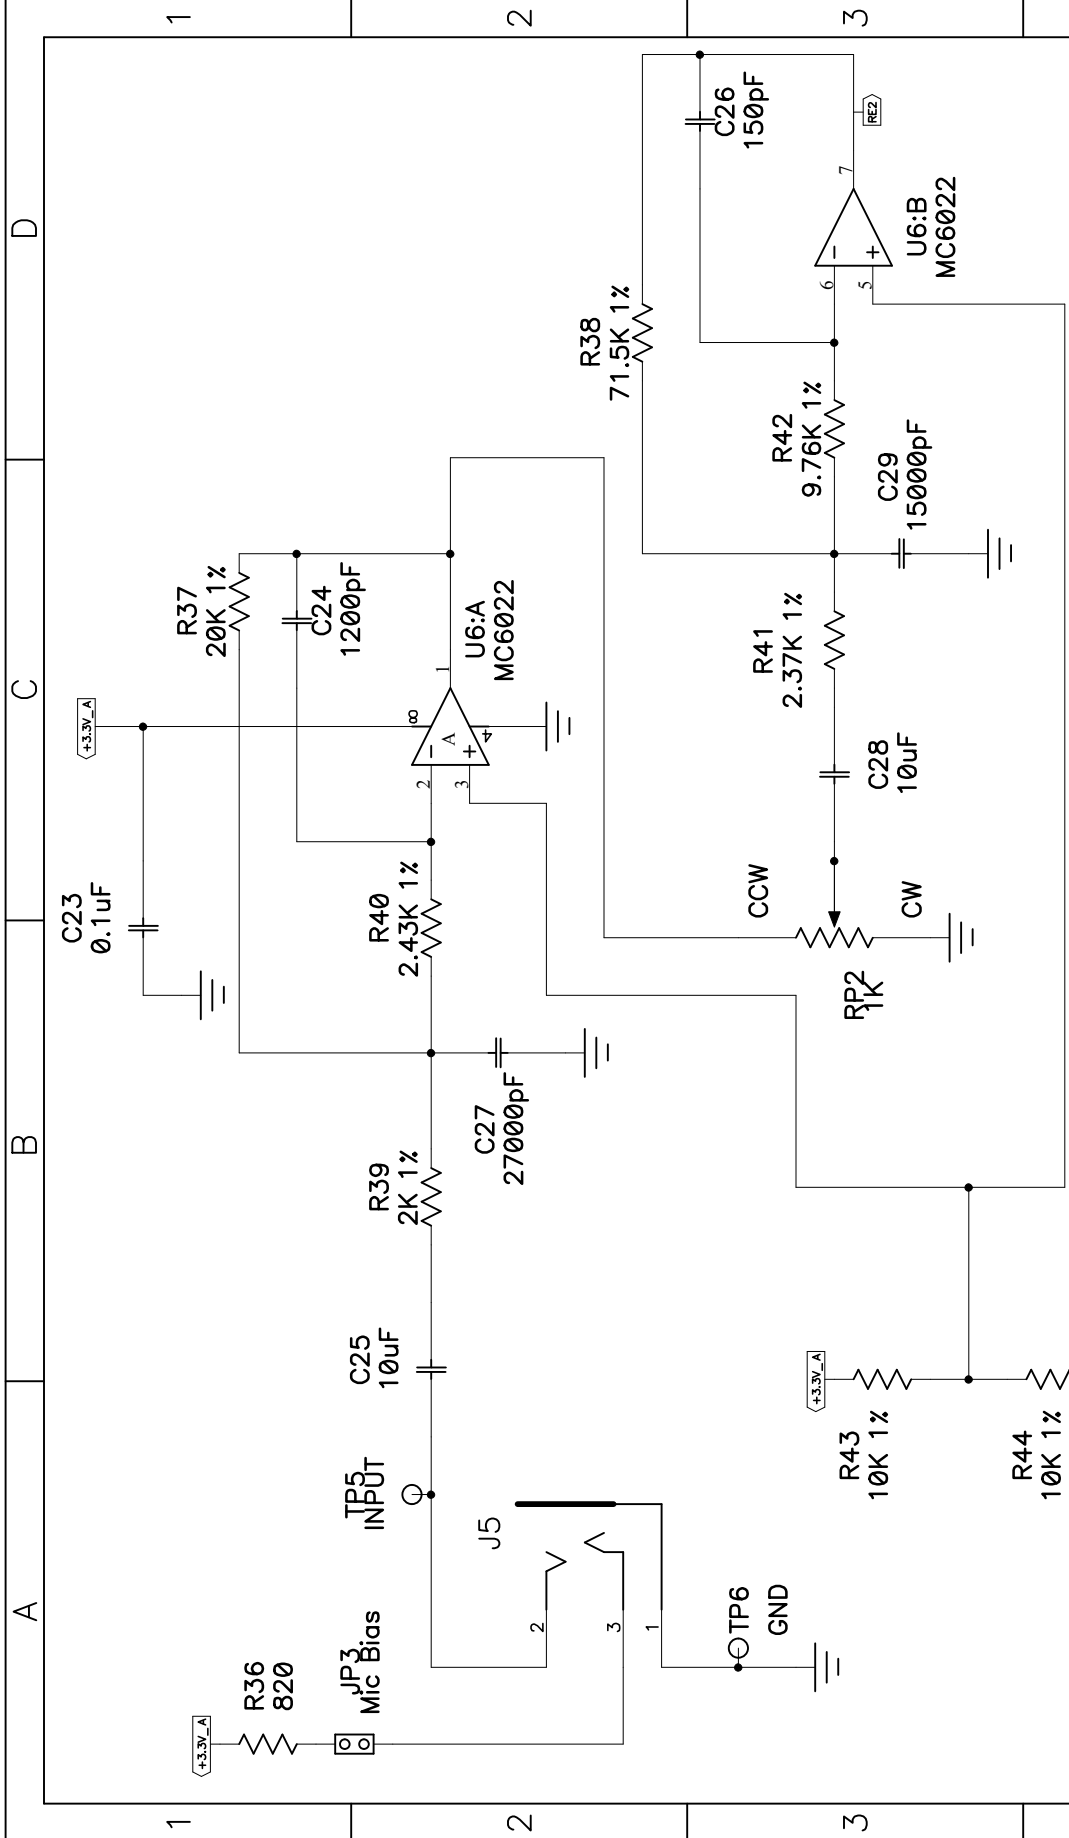 1
2
3
D
C
B
A
C26
150pF
RE2
7
U6:B
MC6022
6
5
−
+
R38
71.5K 1%
R42
9.76K 1%
C29
15000pF
R37
20K 1%
C24
1200pF
U6:A
MC6022
1
+3.3V_A
8
A
4
−
+
2
3
R41
2.37K 1%
C28
10uF
C23
0.1uF
R40
2.43K 1%
CCW
CW
RP2
1K
C27
27000pF
R39
2K 1%
C25
10uF
+3.3V_A
R43
10K 1%
R44
10K 1%
TP5
INPUT
J5
2
3
1
TP6
GND
R36
820
JP3
Mic Bias
+3.3V_A
1
2
3